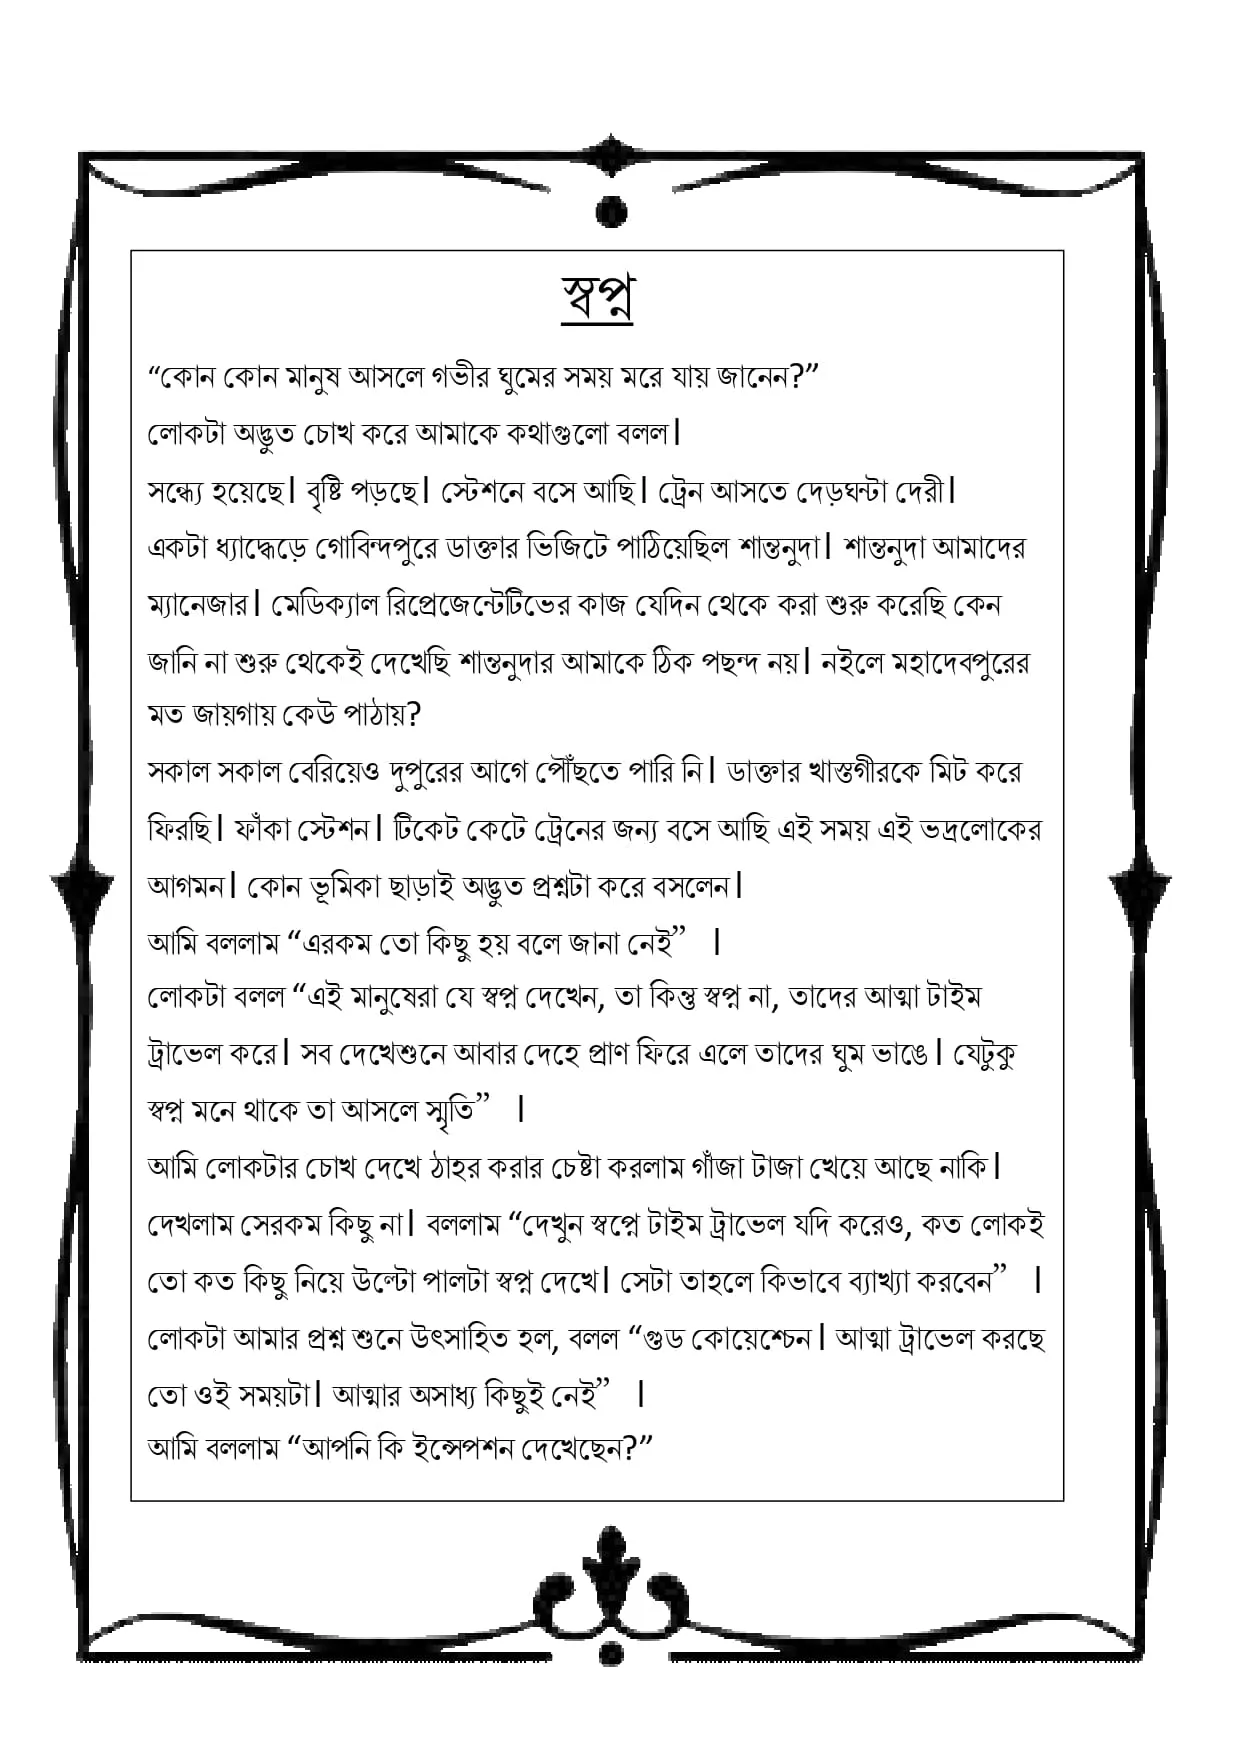 স্বপ্ন
“কোন কোন মানুষ আসলে গভীর ঘুমের সময় মরে যায় জানেন?”
লোকটা অদ্ভুত চোখ করে আমাকে কথাগুলো বলল।
সন্ধ্যে হয়েছে। বৃষ্টি পড়ছে। স্টেশনে বসে আছি। ট্রেন আসতে দেড়ঘন্টা দেরী।
একটা ধ্যাদ্ধেড়ে গোবিন্দপুরে ডাক্তার ভিজিটে পাঠিয়েছিল শান্তনুদা। শান্তনুদা আমাদের
ম্যানেজার। মেডিক্যাল রিপ্রেজেন্টেটিভের কাজ যেদিন থেকে করা শুরু করেছি কেন
জানি না শুরু থেকেই দেখেছি শান্তনুদার আমাকে ঠিক পছন্দ নয়। নইলে মহাদেবপুরের
মত জায়গায় কেউ পাঠায়?
সকাল সকাল বেরিয়েও দুপুরের আগে পৌঁছতে পারি নি। ডাক্তার খাস্তগীরকে মিট করে
ফিরছি। ফাঁকা স্টেশন। টিকেট কেটে ট্রেনের জন্য বসে আছি এই সময় এই ভদ্রলোকের
আগমন। কোন ভূমিকা ছাড়াই অদ্ভুত প্রশ্নটা করে বসলেন।
আমি বললাম “এরকম তো কিছু হয় বলে জানা নেই” ।
লোকটা বলল “এই মানুষেরা যে স্বপ্ন দেখেন, তা কিন্তু স্বপ্ন না, তাদের আত্মা টাইম
ট্রাভেল করে। সব দেখেশুনে আবার দেহে প্রাণ ফিরে এলে তাদের ঘুম ভাঙে। যেটুকু
স্বপ্ন মনে থাকে তা আসলে স্মৃতি” ।
আমি লোকটার চোখ দেখে ঠাহর করার চেষ্টা করলাম গাঁজা টাজা খেয়ে আছে নাকি।
দেখলাম সেরকম কিছু না। বললাম “দেখুন স্বপ্নে টাইম ট্রাভেল যদি করেও, কত লোকই
তো কত কিছু নিয়ে উল্টো পালটা স্বপ্ন দেখে। সেটা তাহলে কিভাবে ব্যাখ্যা করবেন” ।
লোকটা আমার প্রশ্ন শুনে উৎসাহিত হল, বলল “গুড কোয়েশ্চেন। আত্মা ট্রাভেল করছে
তো ওই সময়টা। আত্মার অসাধ্য কিছুই নেই” ।
আমি বললাম “আপনি কি ইন্সেপশন দেখেছেন?”